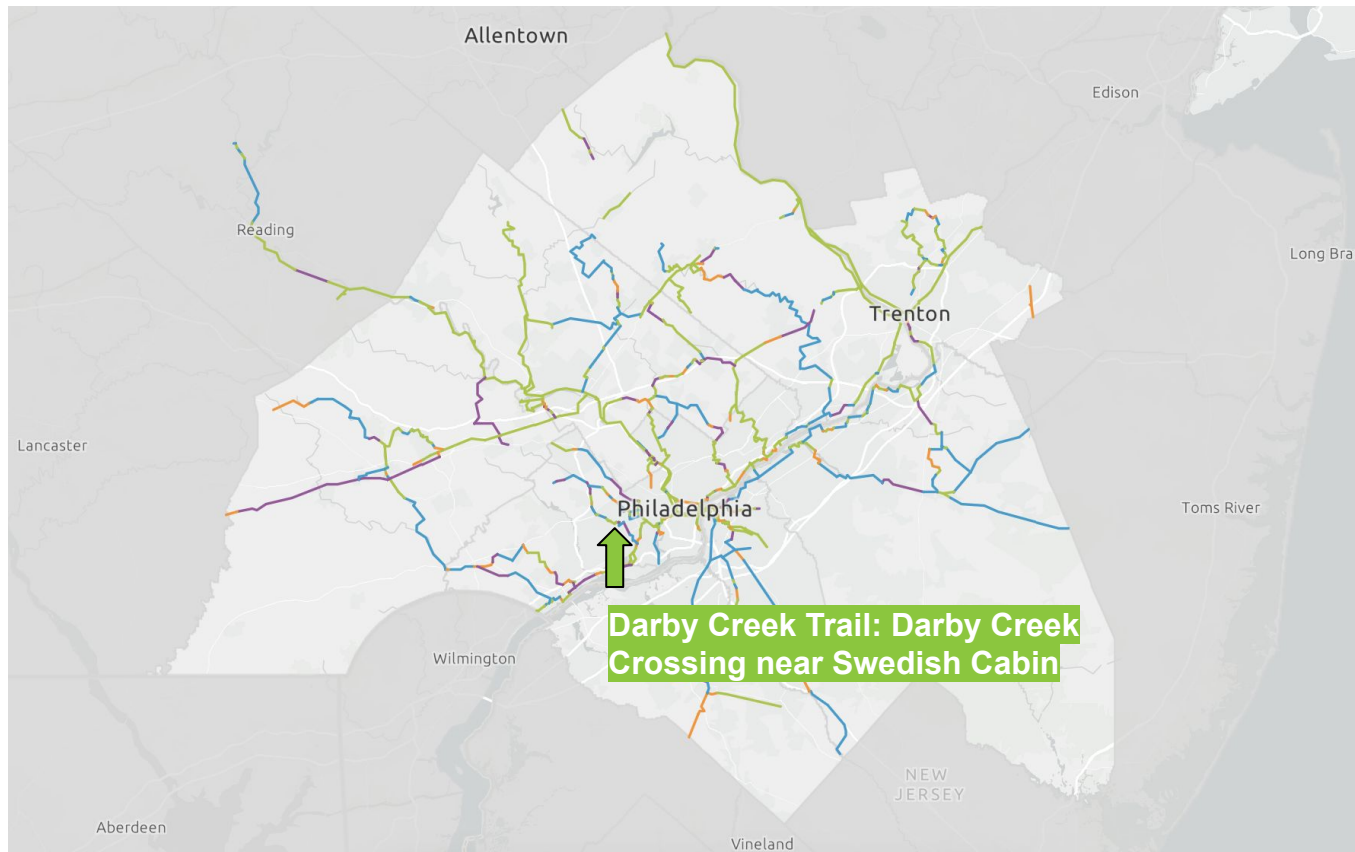 Allentown
Edison
Reading
Long Bra
Trenton
Lancaster
Toms River
Philadelphia
Darby Creek Trail: Darby Creek
Crossing near Swedish Cabin
Wilmington
NEW
JERSEY
Aberdeen
Vineland